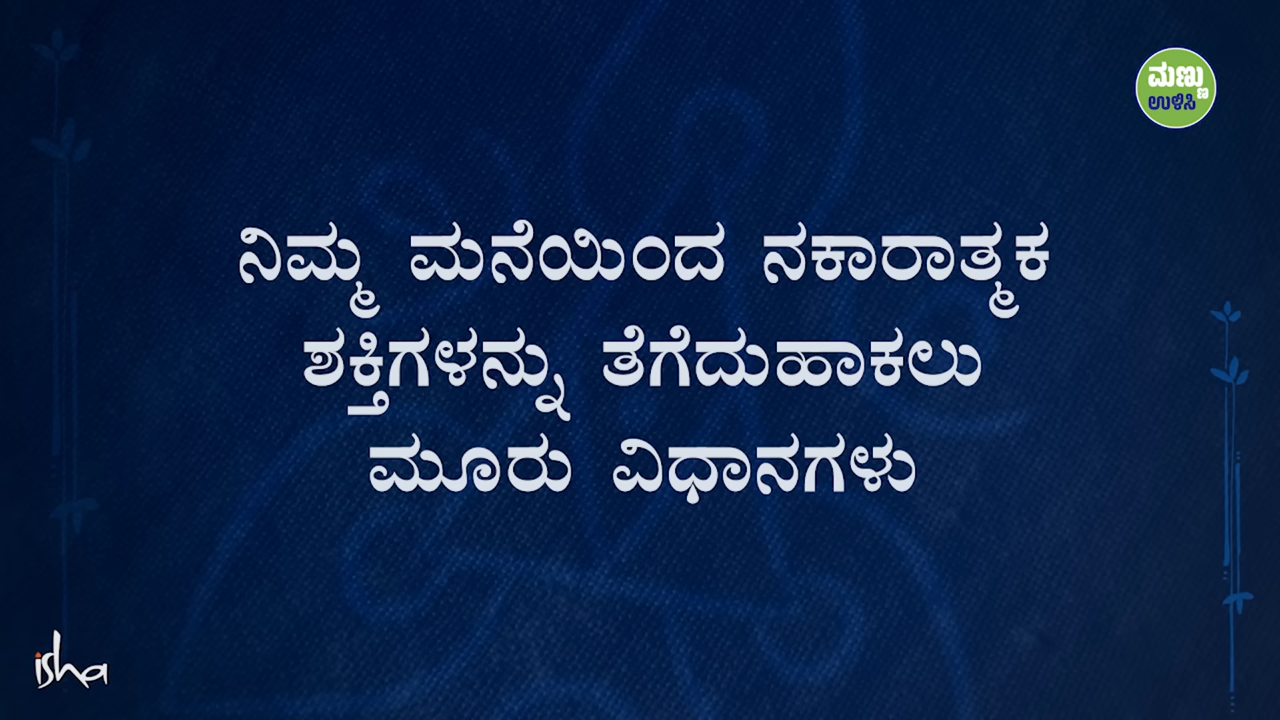 ಮಣ್ಣು
ಉಳಿಸಿ
ನಿಮ್ಮ ಮನೆಯಿಂದ ನಕಾರಾತ್ಮಕ
ಶಕ್ತಿಗಳನ್ನು ತೆಗೆದುಹಾಕಲು
ಮೂರು ವಿಧಾನಗಳು
isha